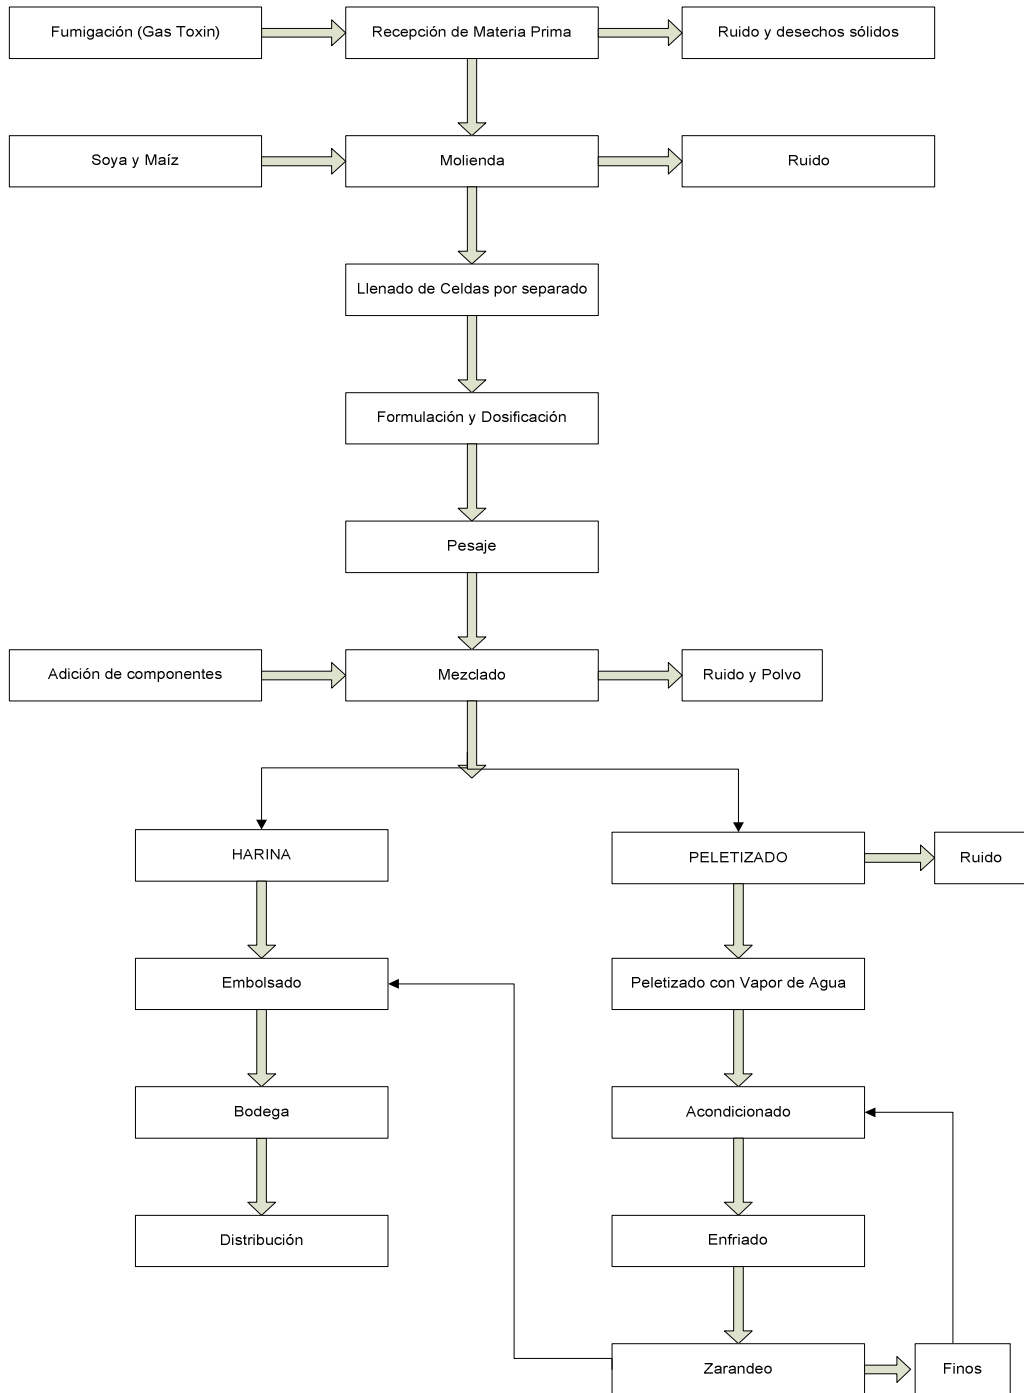 Fumigación (Gas Toxin)
Recepción de Materia Prima
Ruido y desechos sólidos
Soya y Maíz
Molienda
Ruido
Llenado de Celdas por separado
Formulación y Dosificación
Pesaje
Adición de componentes
Mezclado
Ruido y Polvo
HARINA
PELETIZADO
Ruido
Embolsado
Peletizado con Vapor de Agua
Bodega
Acondicionado
Distribución
Enfriado
Zarandeo
Finos